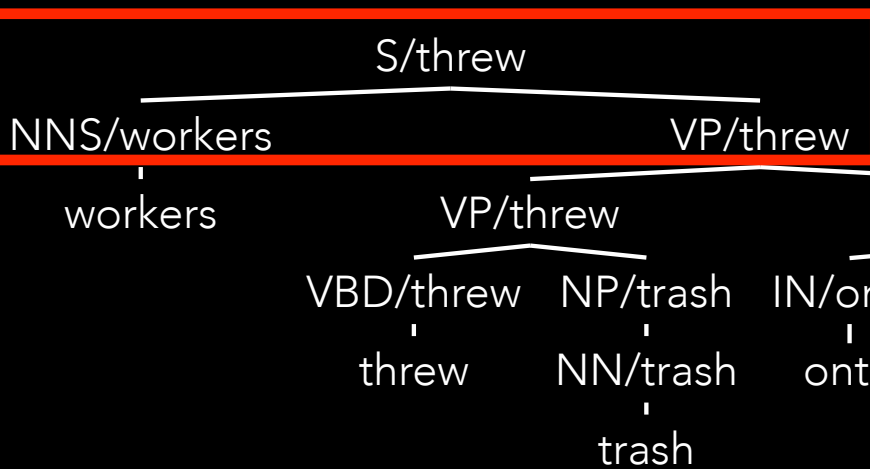 S/threw
NNS/workers VP/threw
workers VP/threw
VBD/threw NP/trash
threw NN/trash
trash